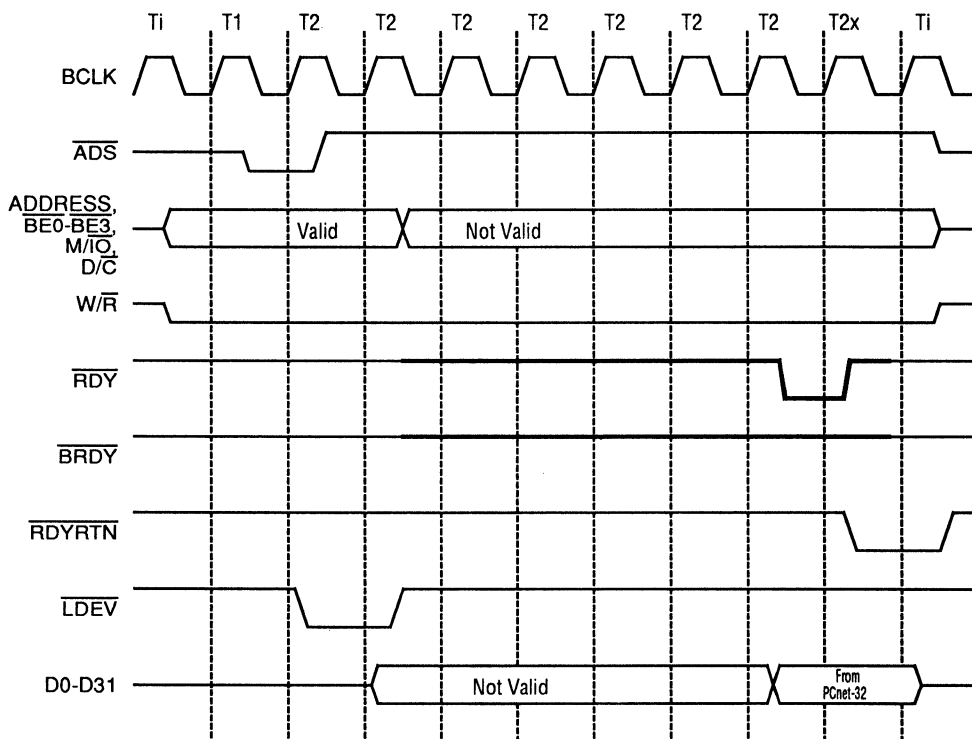 Ti T1 T2 T2 T2 T2 T2 T2 T2 T2x Ti
BCLK
ADS
ADDRESS,
BE0-BE3,
M/IO,
D/C
Valid Not Valid
W/R
RDY
BRDY
RDYRTN
LDEV
D0-D31
Not Valid
From
PCnet-32